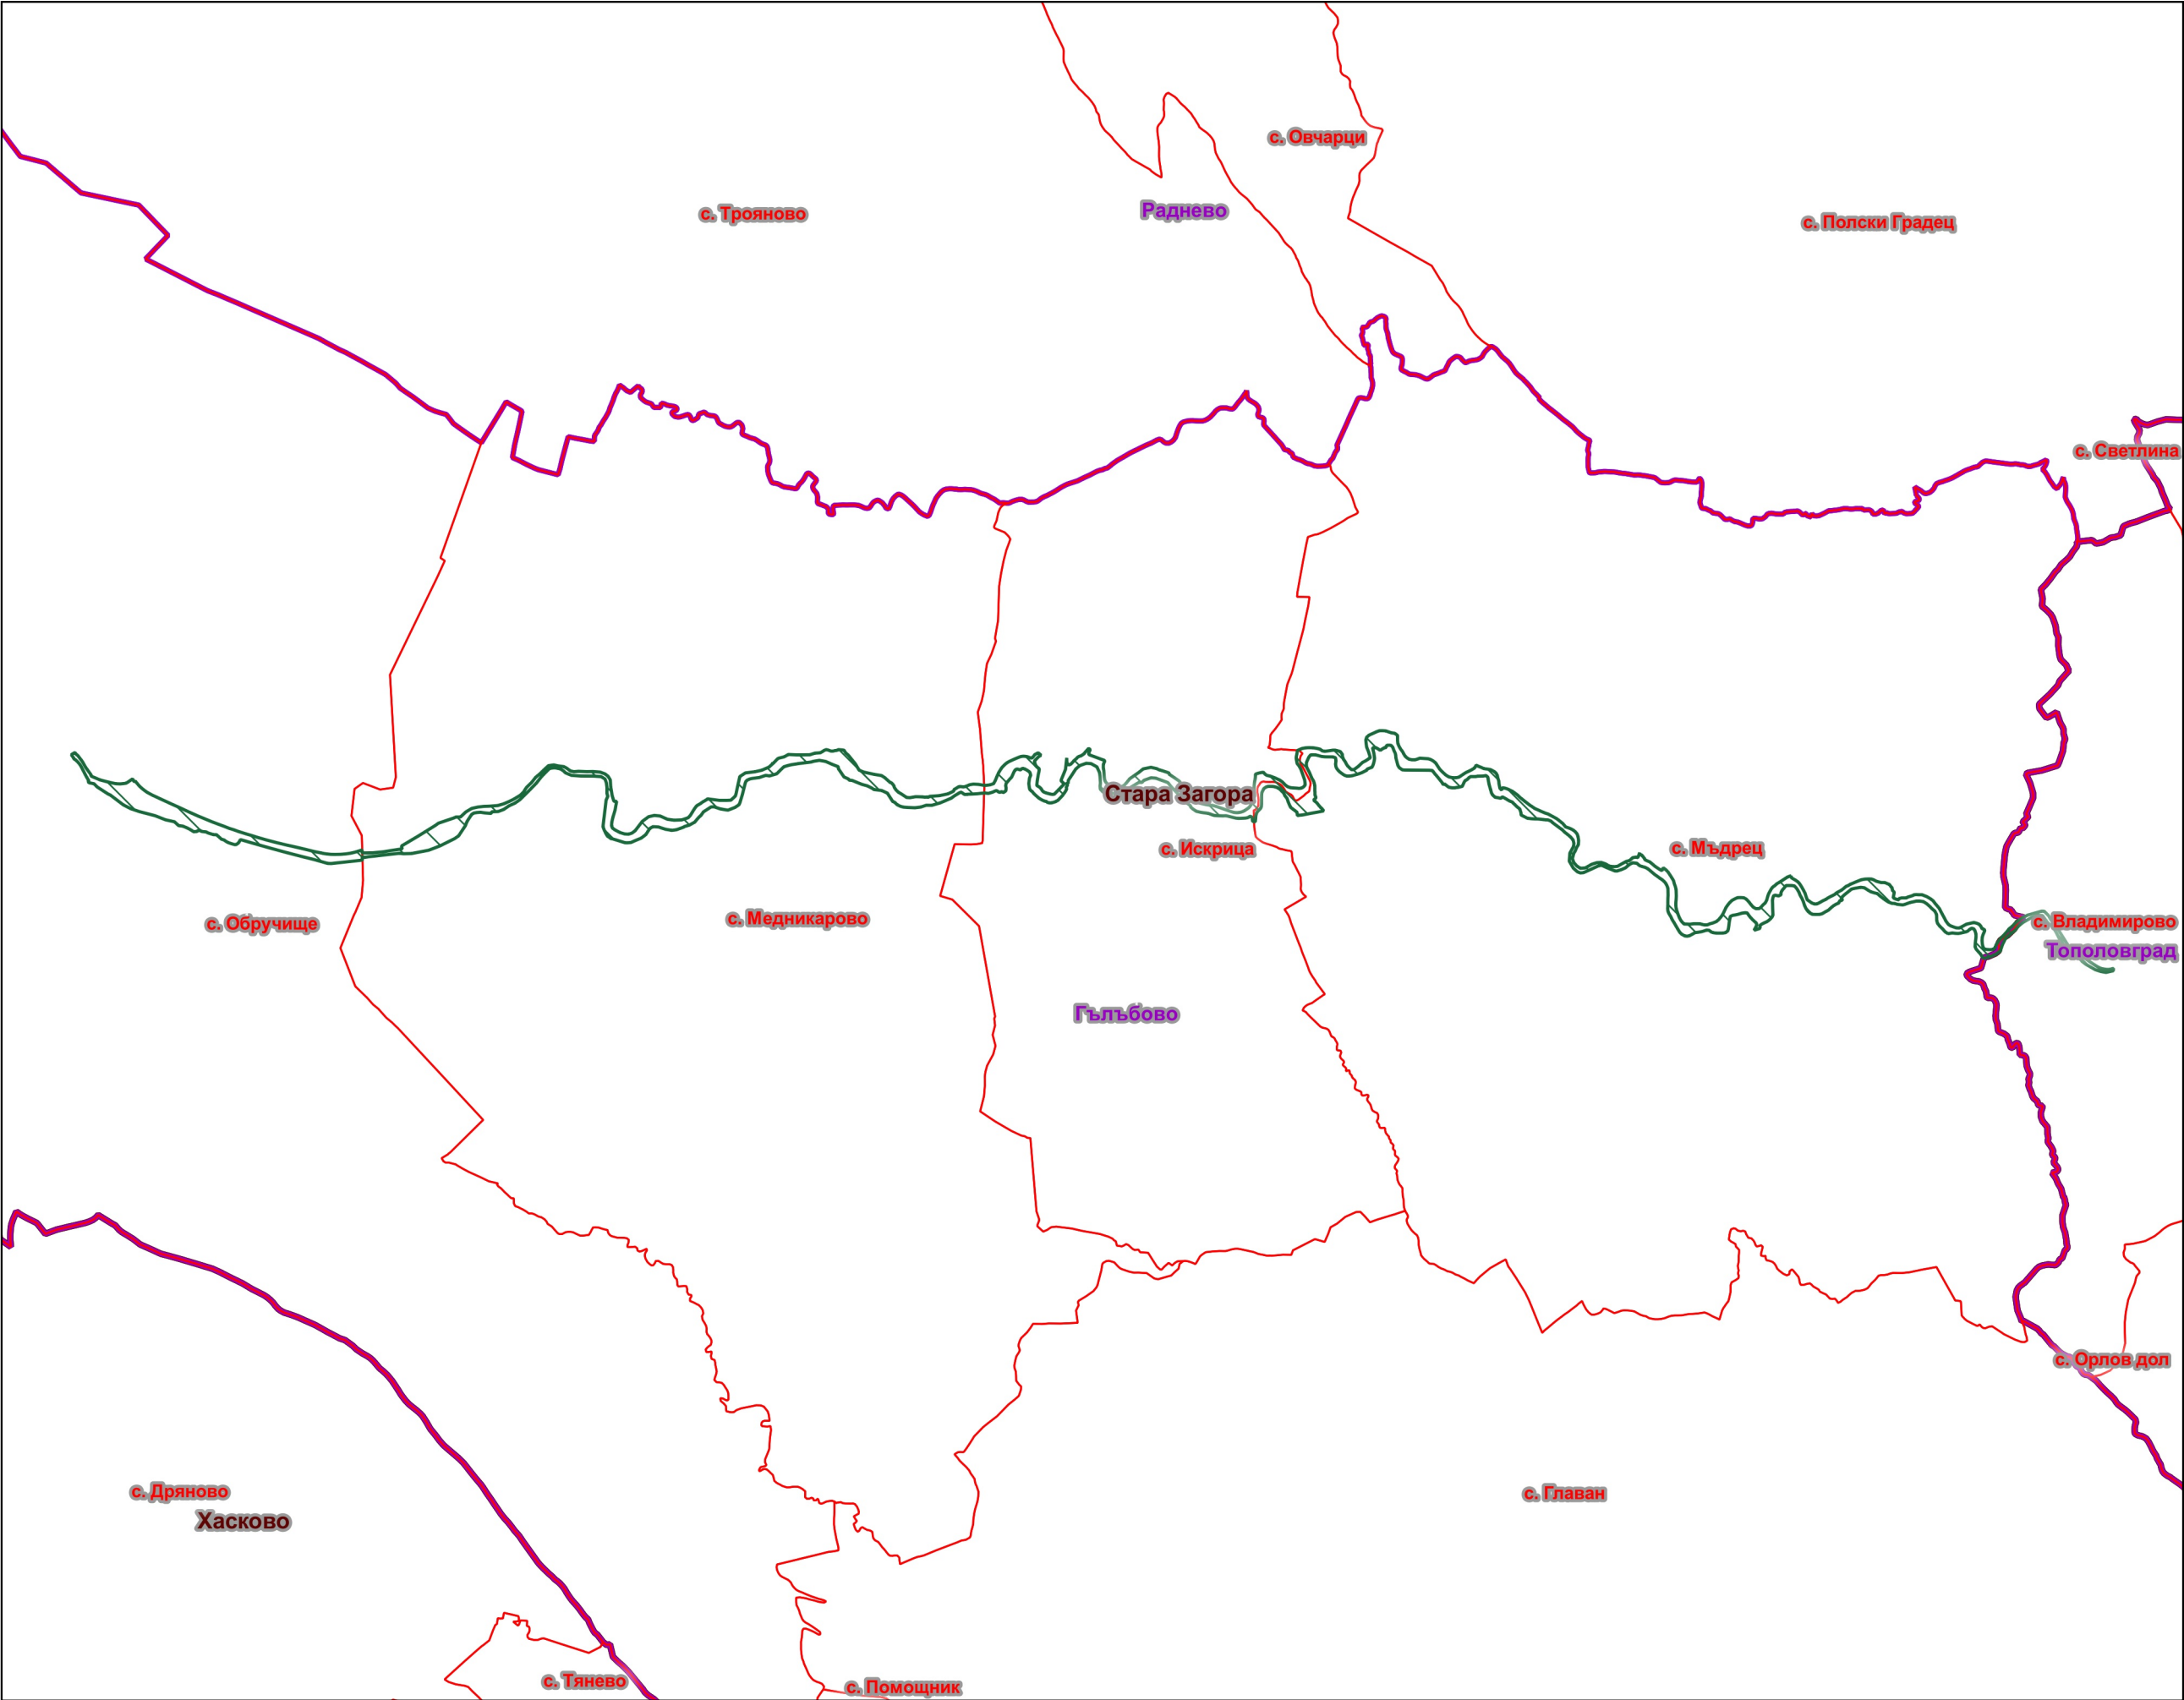 с. Овчарци
Раднево
с. Трояново
с. Полски Градец
с. Светлина
Стара Загора
с. Искрица
с. Мъдрец
с. Обручище
с. Медникарово
с. Владимирово
Тополовград
Гълъбово
с. Орлов дол
с. Дряново
с. Главан
Хасково
с. Тянево
с. Помощник